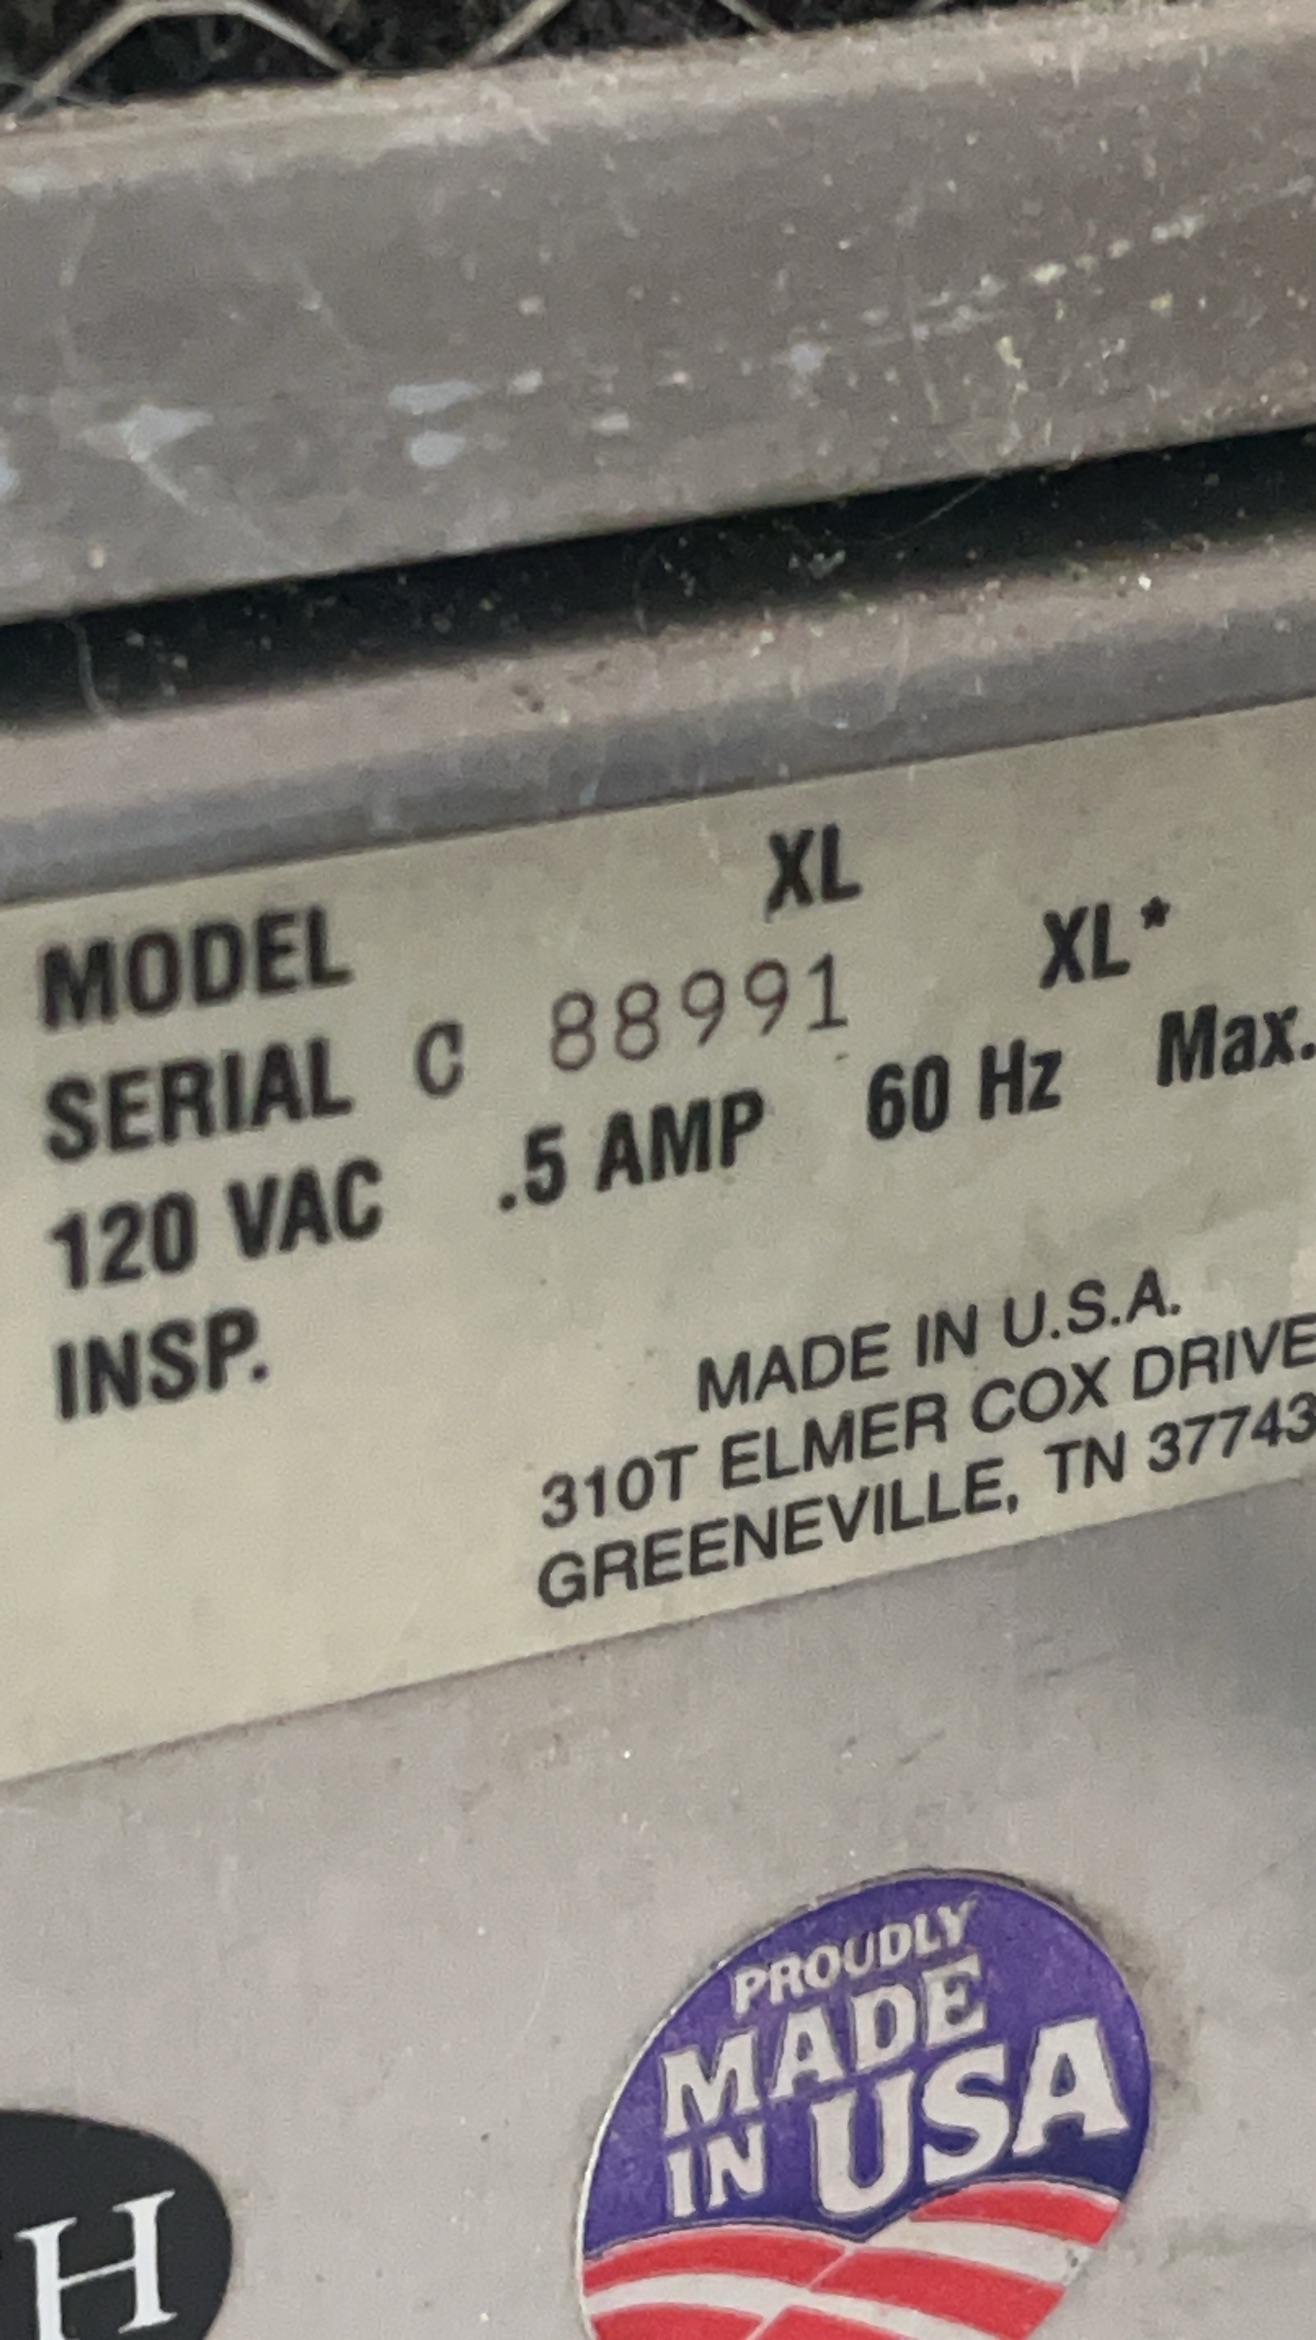 MODEL XL
SERIAL C 88991 XL*
120 VAC .5 AMP 60 Hz Max.
INSP.
MADE IN U.S.A.
310T ELMER COX DRIVE
GREENEVILLE, TN 37743
PROUDLY
MADE
IN USA
H